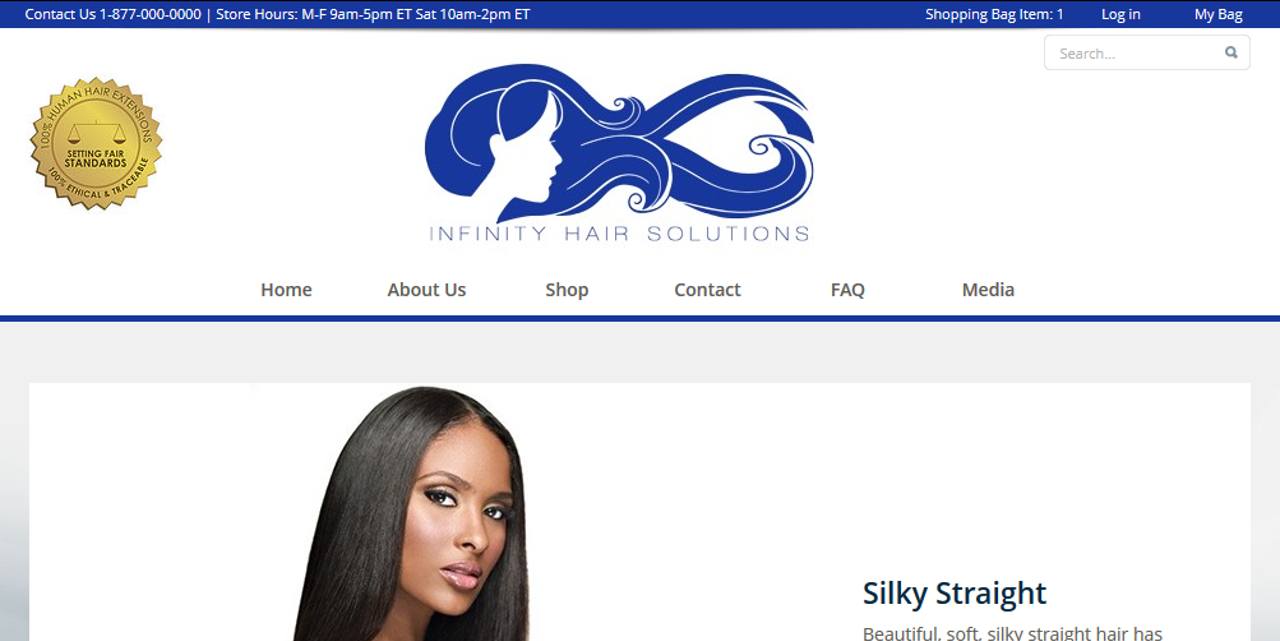 Contact Us 1-877-000-0000 | Store Hours: M-F 9am-5pm ET Sat 10am-2pm ET
Shopping Bag Item: 1
Log in
My Bag
Search...
100% HUMAN HAIR EXTENSIONS
SETTING FAIR
STANDARDS
100% ETHICAL & TRACEABLE
INFINITY HAIR SOLUTIONS
Home
About Us
Shop
Contact
FAQ
Media
Silky Straight
Beautiful, soft, silky straight hair has